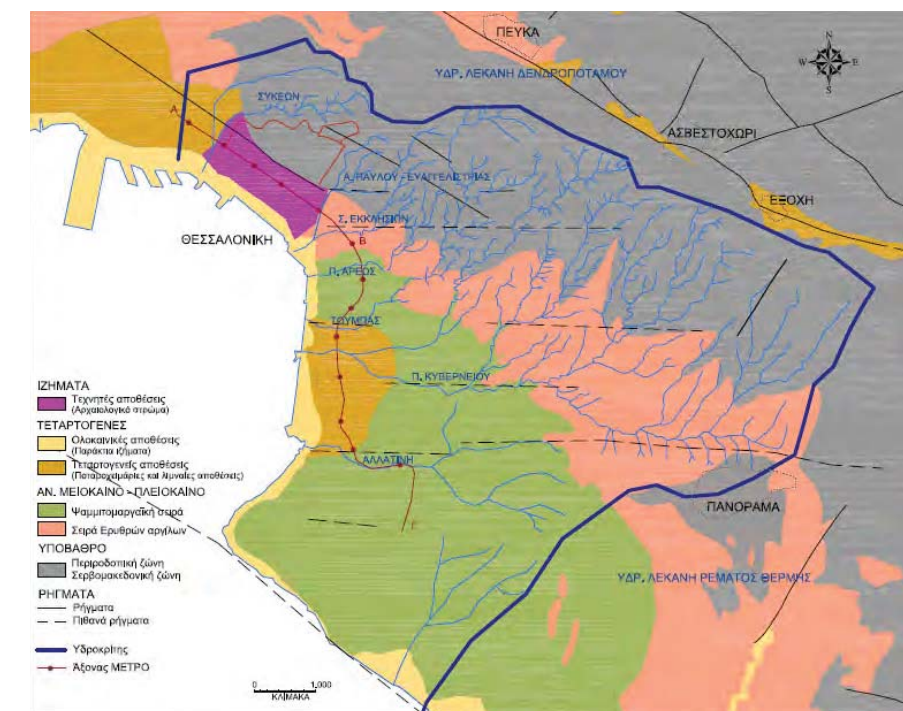 ΠΕΥΚΑ
ΥΔΡ. ΛΕΚΑΝΗ ΔΕΝΔΡΟΠΟΤΑΜΟΥ
N
W E
S
ΣΥΚΕΩΝ
A
ΑΣΒΕΣΤΟΧΩΡΙ
Α. ΠΑΥΛΟΥ - ΕΥΑΓΓΕΛΙΣΤΡΙΑΣ
ΕΞΟΧΗ
Σ. ΕΚΚΛΗΣΙΩΝ
ΘΕΣΣΑΛΟΝΙΚΗ
B
Π. ΑΡΕΩΣ
ΤΟΥΜΠΑΣ
Π. ΚΥΒΕΡΝΕΙΟΥ
ΑΛΛΑΤΙΝΗ
Γ
ΠΑΝΟΡΑΜΑ
ΥΔΡ. ΛΕΚΑΝΗ ΡΕΜΑΤΟΣ ΘΕΡΜΗΣ
ΙΖΗΜΑΤΑ
Τεχνητές αποθέσεις
(Αρχαιολογικό στρώμα)
ΤΕΤΑΡΤΟΓΕΝΕΣ
Ολοκαινικές αποθέσεις
(Παράκτια ιζήματα)
Τεταρτογενείς αποθέσεις
(Ποταμοχειμάριες και λιμναίες αποθέσεις)
ΑΝ. ΜΕΙΟΚΑΙΝΟ - ΠΛΕΙΟΚΑΙΝΟ
Ψαμμιτομαργαϊκή σειρά
Σειρά Ερυθρών αργίλων
ΥΠΟΒΑΘΡΟ
Περιροδοπική ζώνη
Σερβομακεδονική ζώνη
ΡΗΓΜΑΤΑ
Ρήγματα
Πιθανά ρήγματα
Υδροκρίτης
Άξονας ΜΕΤΡΟ
0 1,000
ΚΛΙΜΑΚΑ